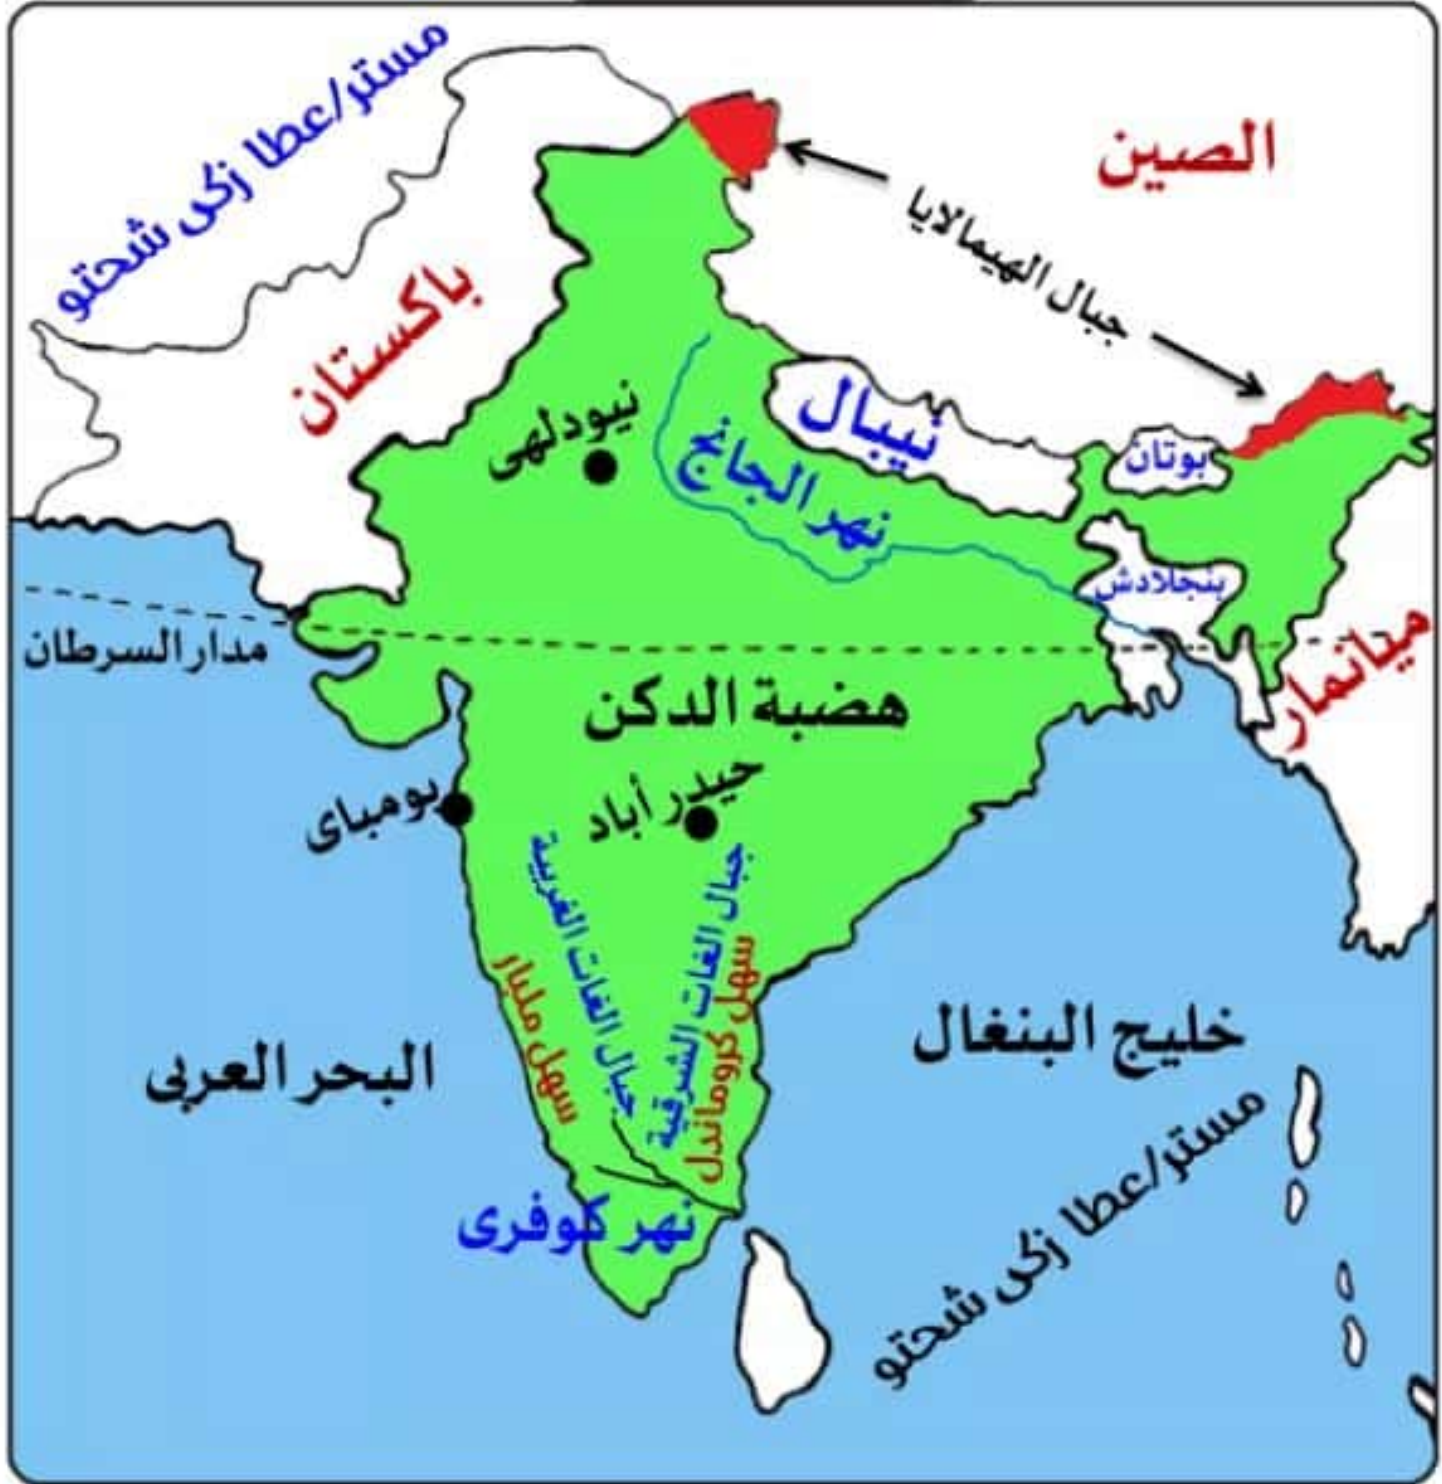 مستر/عطا زكى شحتو
الصين
جبال الهيمالايا
باكستان
نيبال
نيودلهى
بوتان
نهر الجانج
بنجلادش
ميانمار
مدار السرطان
هضبة الدكن
حيدر أباد
بومباى
جبال الغات الغربية
جبال الغات الشرقية
سهل مليار
سهل كروماندل
خليج البنغال
البحر العربى
نهر كوفرى
مستر/عطا زكى شحتو